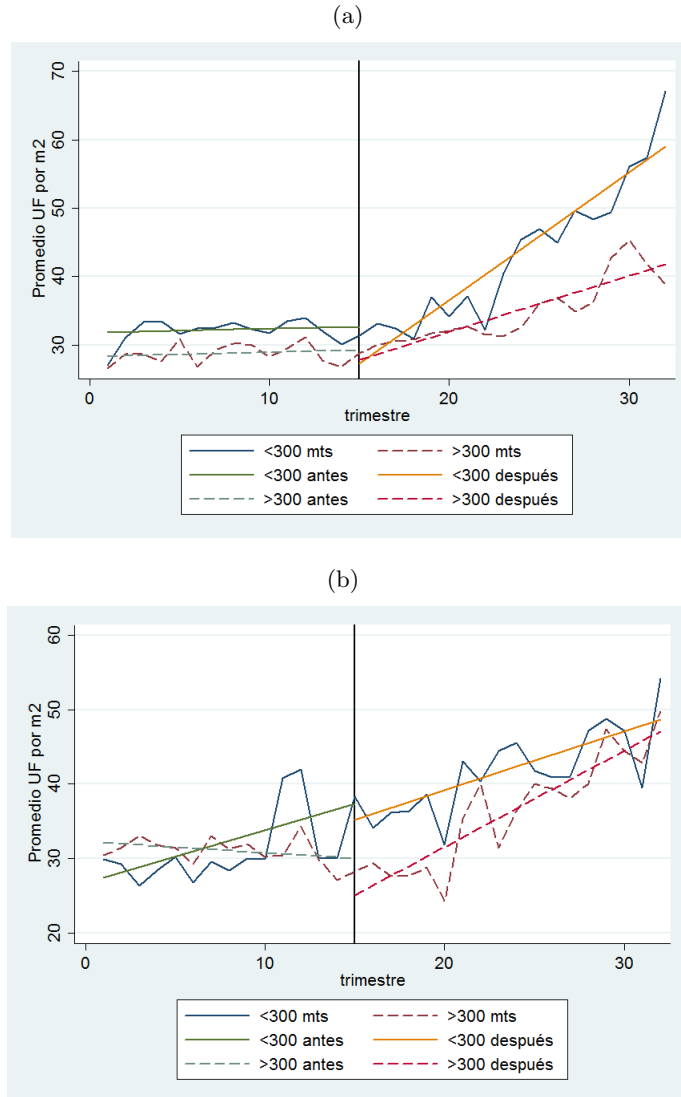 (a)
Promedio UF por m2
70
60
50
40
30
0 10 20 30
trimestre
<300 mts >300 mts
<300 antes <300 después
>300 antes >300 después
(b)
Promedio UF por m2
60
50
40
30
20
0 10 20 30
trimestre
<300 mts >300 mts
<300 antes <300 después
>300 antes >300 después